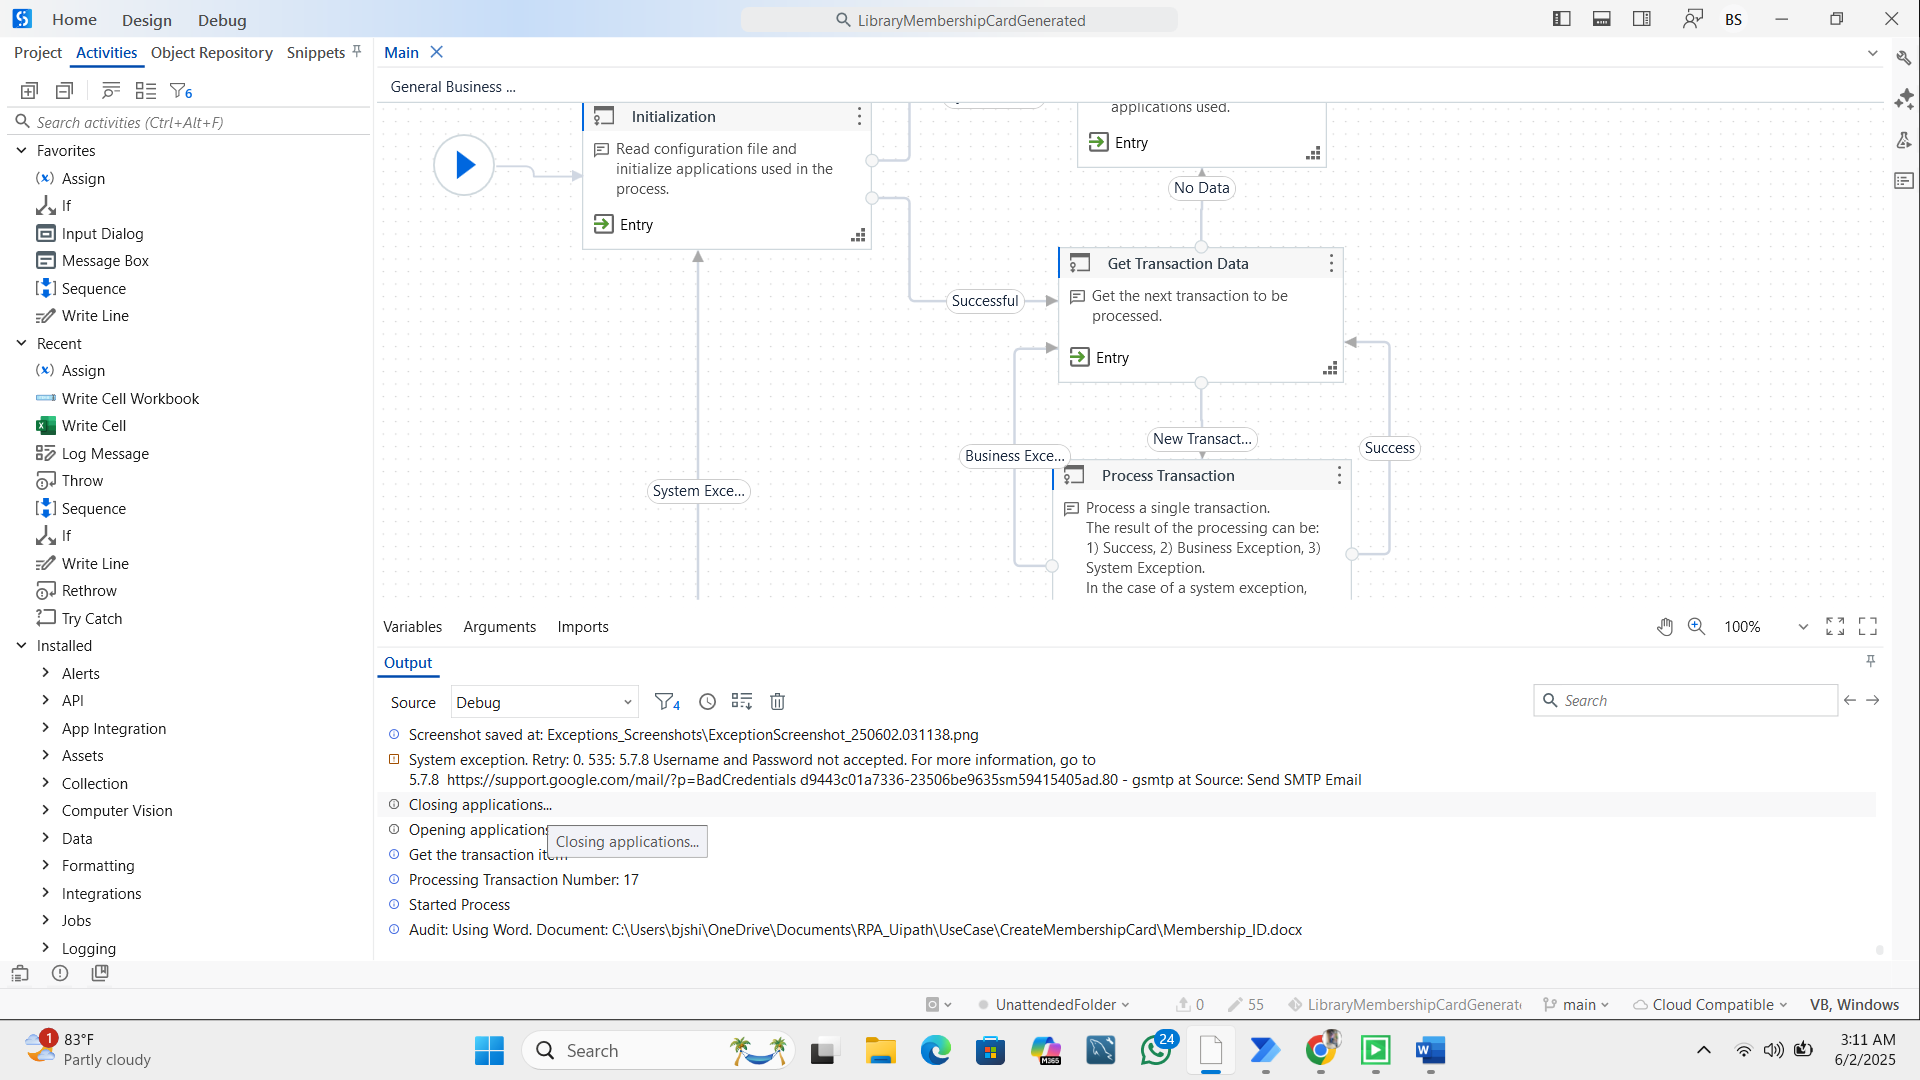 Home
Design
Debug
LibraryMembershipCardGenerated
BS
Project
Activities
Object Repository
Snippets
Main
General Business ...
6
Search activities (Ctrl+Alt+F)
Favorites
Assign
If
Input Dialog
Message Box
Sequence
Write Line
Recent
Assign
Write Cell Workbook
Write Cell
Log Message
Throw
Sequence
If
Write Line
Rethrow
Try Catch
Installed
Alerts
API
App Integration
Assets
Collection
Computer Vision
Data
Formatting
Integrations
Jobs
Logging
Initialization
Read configuration file and
initialize applications used in the
process.
Entry
applications used.
Entry
No Data
Get Transaction Data
Get the next transaction to be
processed.
Entry
Successful
New Transact...
Business Exce...
Success
System Exce...
Process Transaction
Process a single transaction.
The result of the processing can be:
1) Success, 2) Business Exception, 3)
System Exception.
In the case of a system exception,
Variables
Arguments
Imports
100%
Output
Source
Debug
4
Search
Screenshot saved at: Exceptions_Screenshots\ExceptionScreenshot_250602.031138.png
System exception. Retry: 0. 535: 5.7.8 Username and Password not accepted. For more information, go to
5.7.8 https://support.google.com/mail/?p=BadCredentials d9443c01a7336-23506be9635sm59415405ad.80 - gsmtp at Source: Send SMTP Email
Closing applications...
Opening applications
Closing applications...
Get the transaction item
Processing Transaction Number: 17
Started Process
Audit: Using Word. Document: C:\Users\bjshi\OneDrive\Documents\RPA_Uipath\UseCase\CreateMembershipCard\Membership_ID.docx
UnattendedFolder
0
55
LibraryMembershipCardGenerat
main
Cloud Compatible
VB, Windows
1
83°F
Partly cloudy
Search
M365
24
3:11 AM
6/2/2025